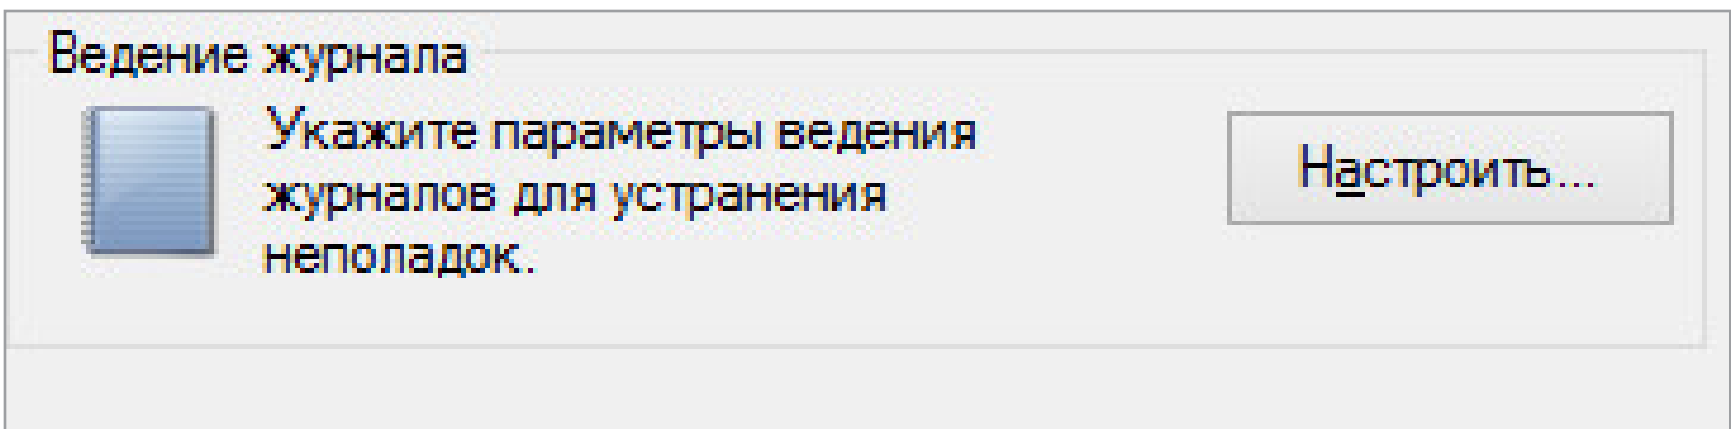 Ведение журнала
Укажите параметры ведения
журналов для устранения
неполадок.
Настроить...